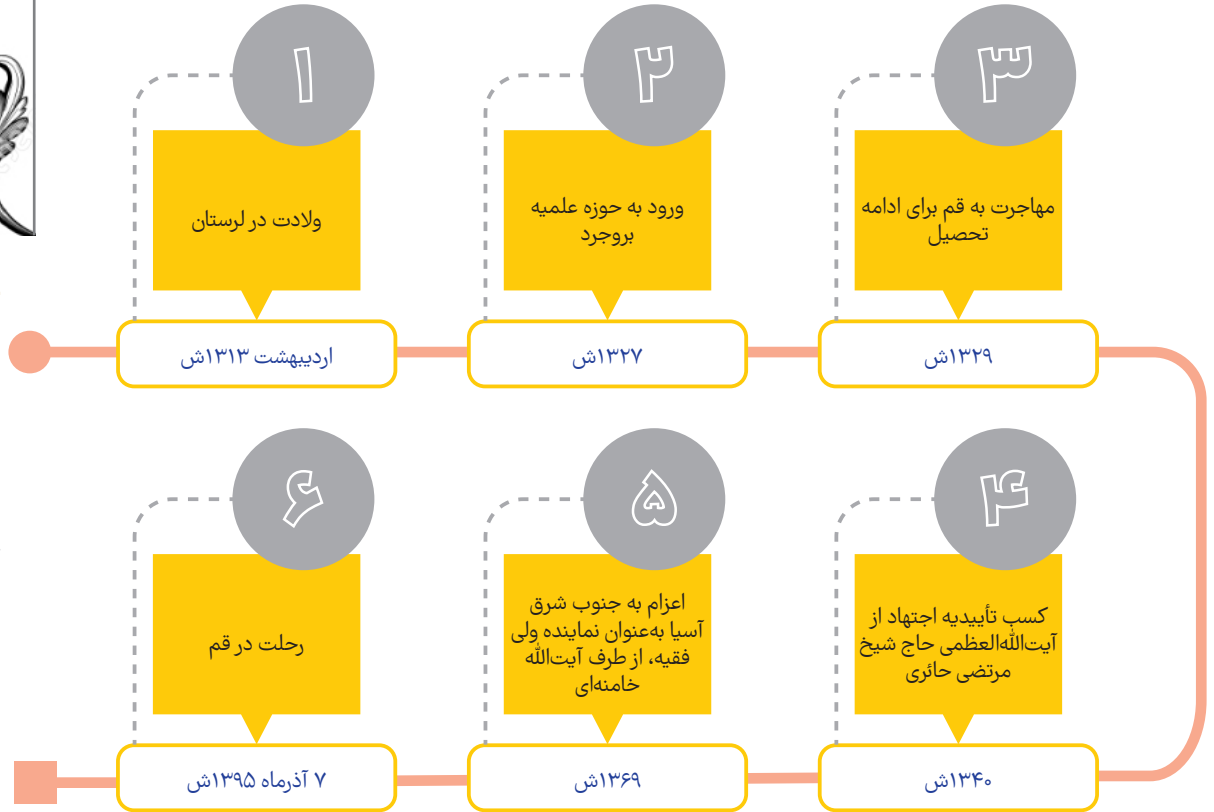 ۱
ولادت در لرستان
اردیبهشت ۱۳۱۳ش
۲
ورود به حوزه علمیه
بروجرد
۱۳۲۷ش
۳
مهاجرت به قم برای ادامه
تحصیل
۱۳۲۹ش
۴
کسب تأییدیه اجتهاد از
آیت‌الله‌العظمی حاج شیخ
مرتضی حائری
۱۳۴۰ش
۵
اعزام به جنوب شرق
آسیا به‌عنوان نماینده ولی
فقیه، از طرف آیت‌الله
خامنه‌ای
۱۳۶۹ش
۶
رحلت در قم
۷ آذرماه ۱۳۹۵ش